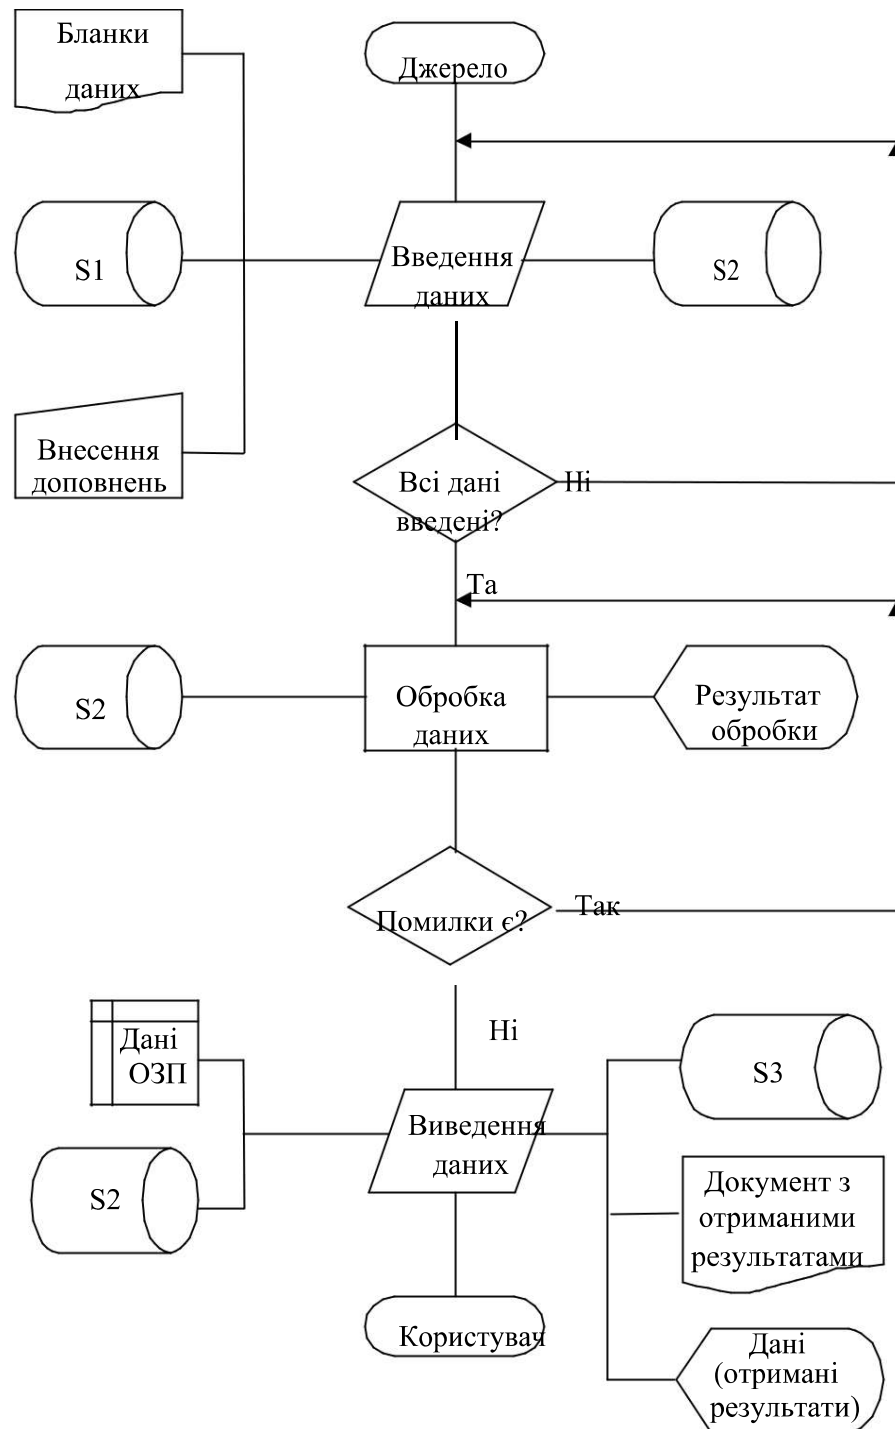 Бланки
даних
Джерело
S1
Введення
даних
S2
Внесення
доповнень
Всі дані
введені?
Ні
Та
S2
Обробка
даних
Результат
обробки
Помилки є?
Так
Ні
Дані
ОЗП
S2
Виведення
даних
S3
Документ з
отриманими
результатами
Користувач
Дані
(отримані
результати)